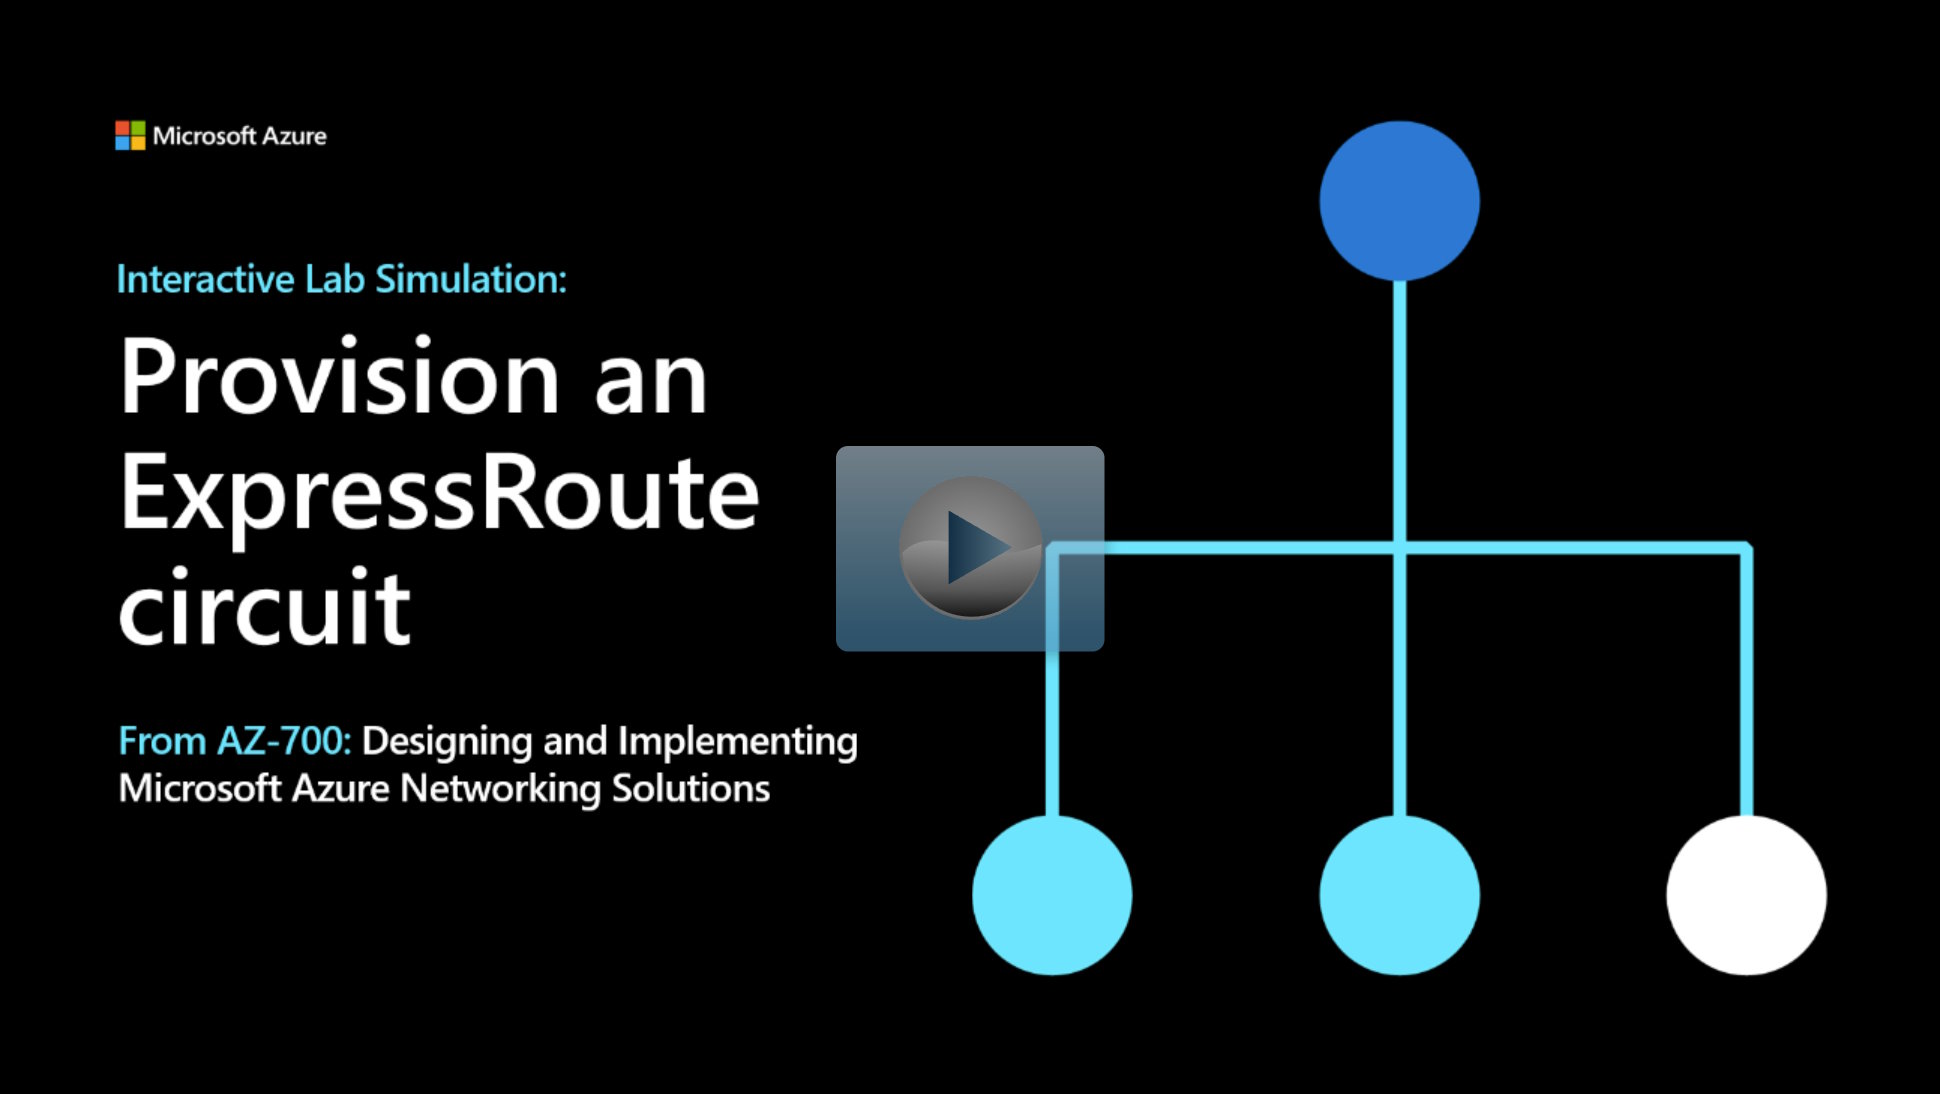 Microsoft Azure
Interactive Lab Simulation:
Provision an
ExpressRoute
circuit
From AZ-700: Designing and Implementing
Microsoft Azure Networking Solutions